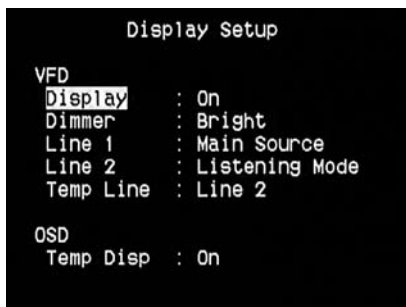 Display Setup
VFD
Display : On
Dimmer : Bright
Line 1 : Main Source
Line 2 : Listening Mode
Temp Line : Line 2
OSD
Temp Disp : On